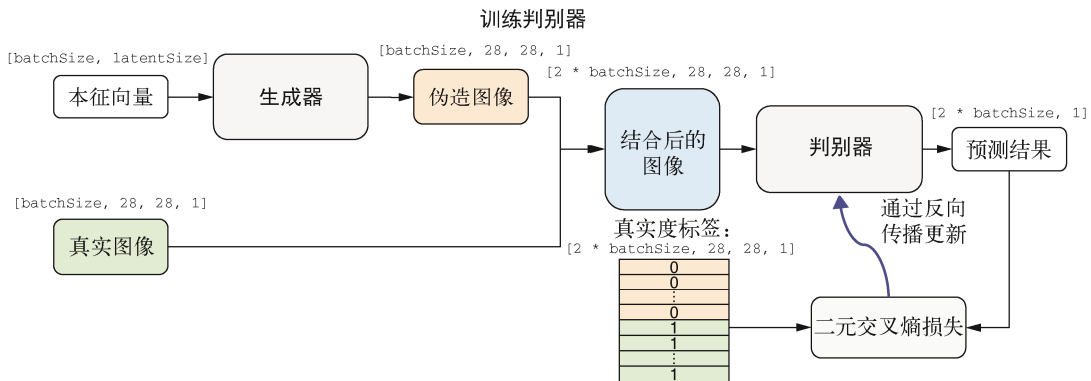 训练判别器
[batchSize, latentSize]
本征向量
生成器
[batchSize, 28, 28, 1]
伪造图像
[2 * batchSize, 28, 28, 1]
结合后的
图像
判别器
[2 * batchSize, 1]
预测结果
[batchSize, 28, 28, 1]
真实图像
通过反向
传播更新
真实度标签：
[2 * batchSize, 28, 28, 1]
0
0
⋮
0
1
1
⋮
1
二元交叉熵损失